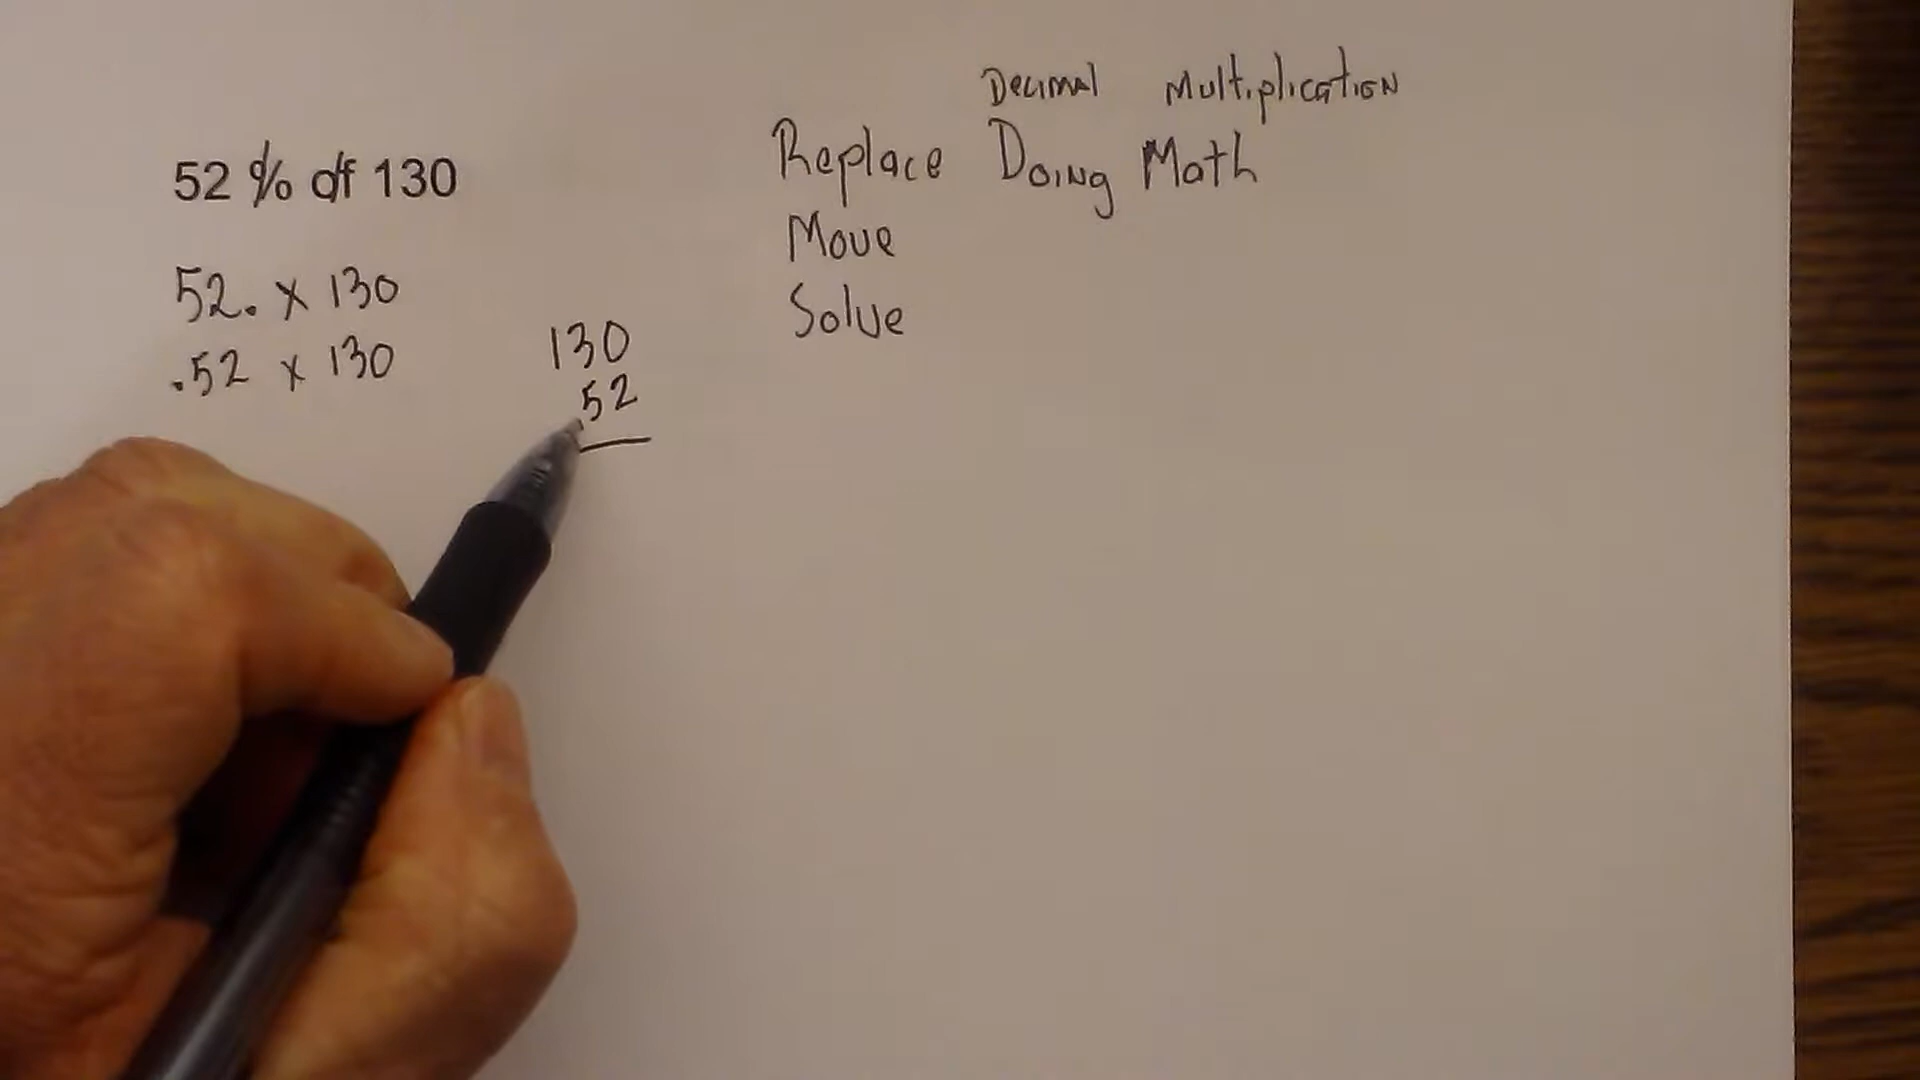 52 % of 130
52. x 130
.52 x 130
130
.52
Decimal Multiplication
Replace Doing Math
Move
Solve